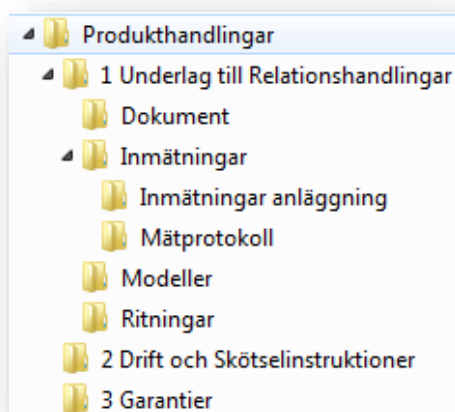 Produkthandlingar
1 Underlag till Relationshandlingar
Dokument
Inmätningar
Inmätningar anläggning
Mätprotokoll
Modeller
Ritningar
2 Drift och Skötselinstruktioner
3 Garantier